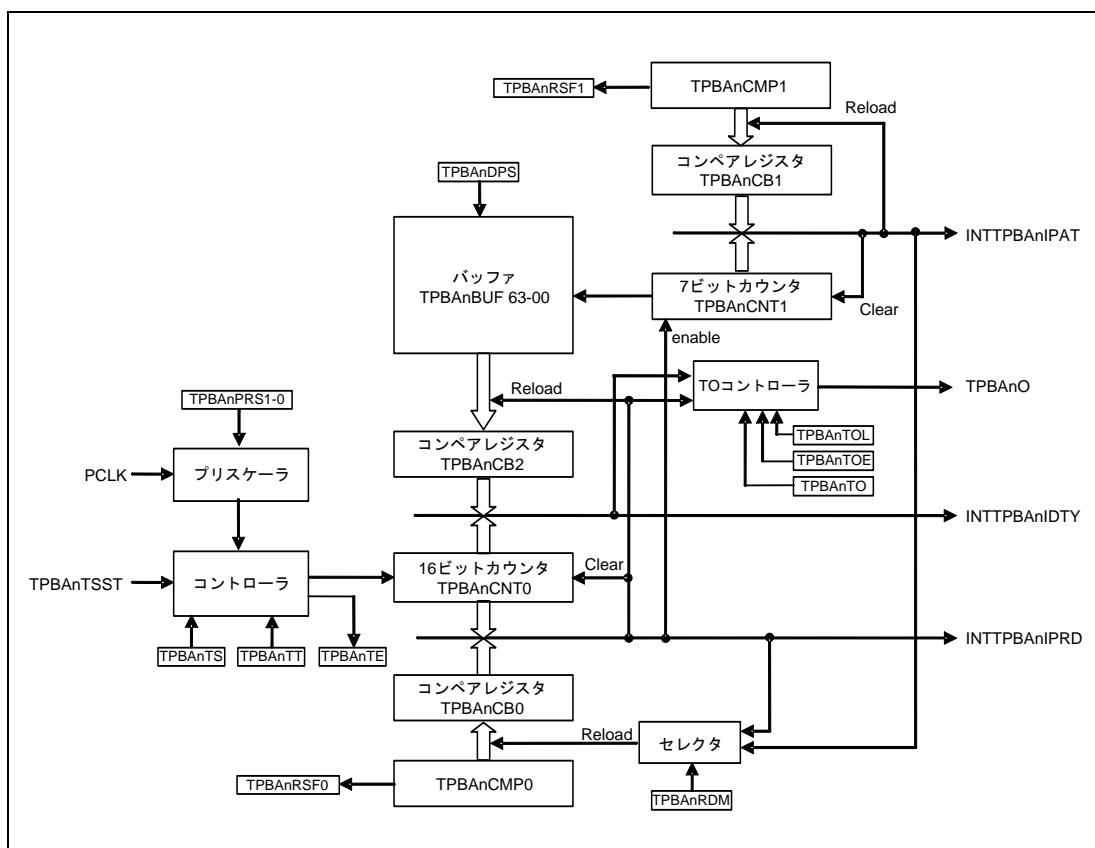 TPBAnCMP1
TPBAnRSF1
Reload
コンペアレジスタ
TPBAnCB1
TPBAnDPS
INTTPBAnIPAT
バッファ
TPBAnBUF 63-00
7ビットカウンタ
TPBAnCNT1
Clear
enable
Reload
TOコントローラ
TPBAnO
TPBAnPRS1-0
TPBAnTOL
コンペアレジスタ
TPBAnCB2
TPBAnTOE
PCLK
プリスケーラ
TPBAnTO
INTTPBAnIDTY
TPBAnTSST
コントローラ
16ビットカウンタ
TPBAnCNT0
Clear
INTTPBAnIPRD
TPBAnTS
TPBAnTT
TPBAnTE
コンペアレジスタ
TPBAnCB0
Reload
セレクタ
TPBAnRSF0
TPBAnCMP0
TPBAnRDM